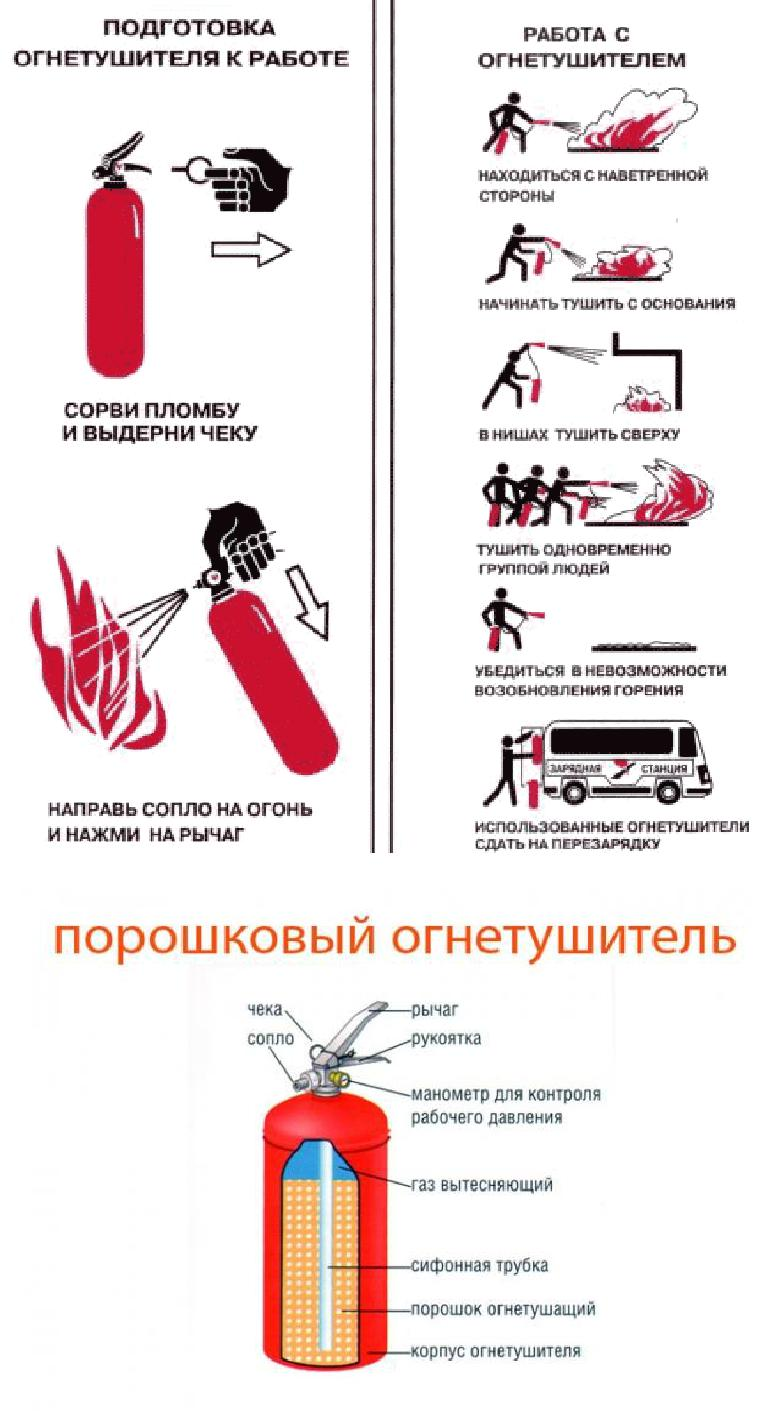 ПОДГОТОВКА
ОГНЕТУШИТЕЛЯ К РАБОТЕ
СОРВИ ПЛОМБУ
И ВЫДЕРНИ ЧЕКУ
НАПРАВЬ СОПЛО НА ОГОНЬ
И НАЖМИ НА РЫЧАГ
РАБОТА С
ОГНЕТУШИТЕЛЕМ
НАХОДИТЬСЯ С НАВЕТРЕННОЙ
СТОРОНЫ
НАЧИНАТЬ ТУШИТЬ С ОСНОВАНИЯ
В НИШАХ ТУШИТЬ СВЕРХУ
ТУШИТЬ ОДНОВРЕМЕННО
ГРУППОЙ ЛЮДЕЙ
УБЕДИТЬСЯ В НЕВОЗМОЖНОСТИ
ВОЗОБНОВЛЕНИЯ ГОРЕНИЯ
ЗАРЯДНАЯ СТАНЦИЯ
ИСПОЛЬЗОВАННЫЕ ОГНЕТУШИТЕЛИ
СДАТЬ НА ПЕРЕЗАРЯДКУ
порошковый огнетушитель
чека
сопло
рычаг
рукоятка
манометр для контроля
рабочего давления
газ вытесняющий
сифонная трубка
порошок огнетушащий
корпус огнетушителя